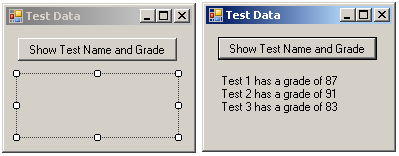 Test Data
Show Test Name and Grade
Test Data
Show Test Name and Grade
Test 1 has a grade of 87
Test 2 has a grade of 91
Test 3 has a grade of 83